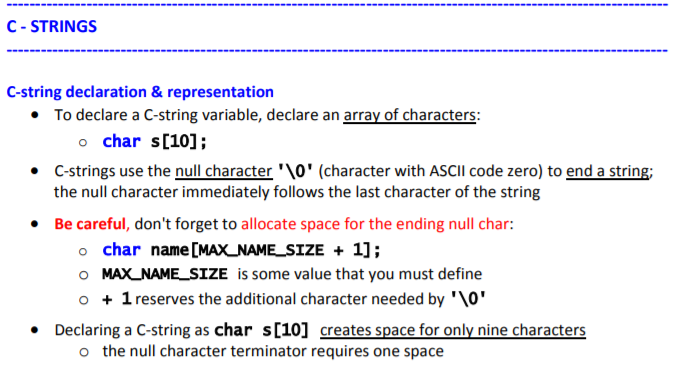 C - STRINGS
C-string declaration & representation
• To declare a C-string variable, declare an array of characters:
o char s[10];
• C-strings use the null character '\0' (character with ASCII code zero) to end a string;
the null character immediately follows the last character of the string
• Be careful, don't forget to allocate space for the ending null char:
o char name[MAX_NAME_SIZE + 1];
o MAX_NAME_SIZE is some value that you must define
o + 1 reserves the additional character needed by '\0'
• Declaring a C-string as char s[10] creates space for only nine characters
o the null character terminator requires one space